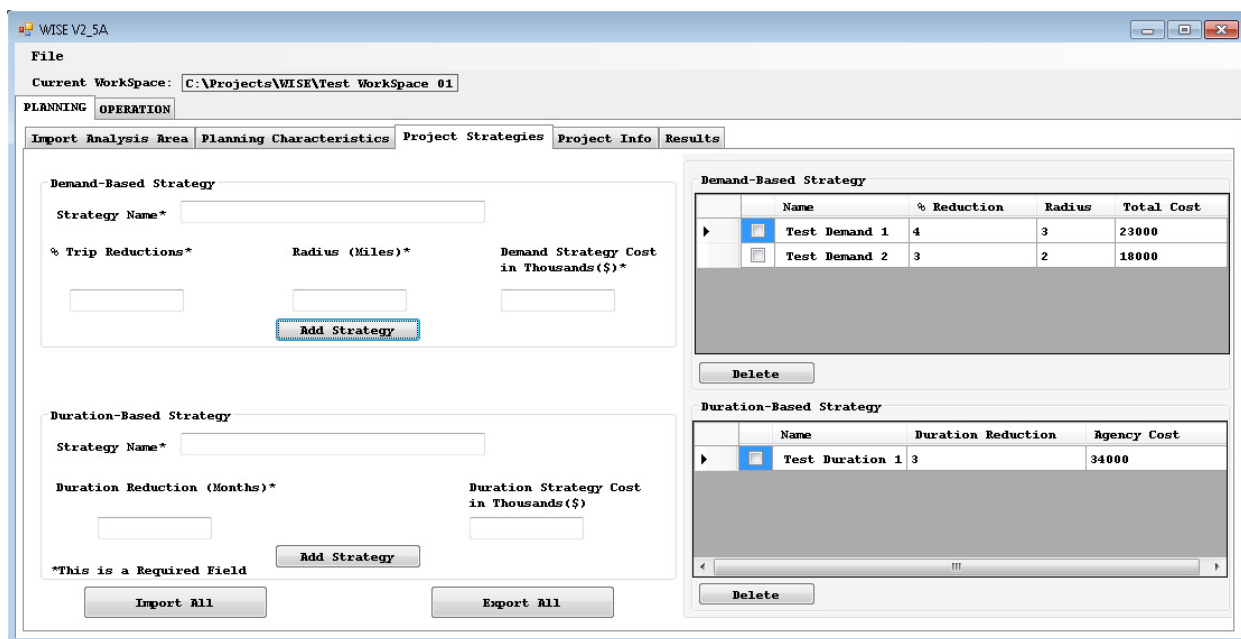 WISE V2_5A
File
Current WorkSpace: C:\Projects\WISE\Test WorkSpace 01
PLANNING OPERATION
Import Analysis Area Planning Characteristics Project Strategies Project Info Results
Demand-Based Strategy
Strategy Name*
% Trip Reductions* Radius (Miles)* Demand Strategy Cost
in Thousands($)*
Add Strategy
Duration-Based Strategy
Strategy Name*
Duration Reduction (Months)* Duration Strategy Cost
in Thousands($)
Add Strategy
*This is a Required Field
Import All Export All
Demand-Based Strategy
Name % Reduction Radius Total Cost
Test Demand 1 4 3 23000
Test Demand 2 3 2 18000
Delete
Duration-Based Strategy
Name Duration Reduction Agency Cost
Test Duration 1 3 34000
Delete